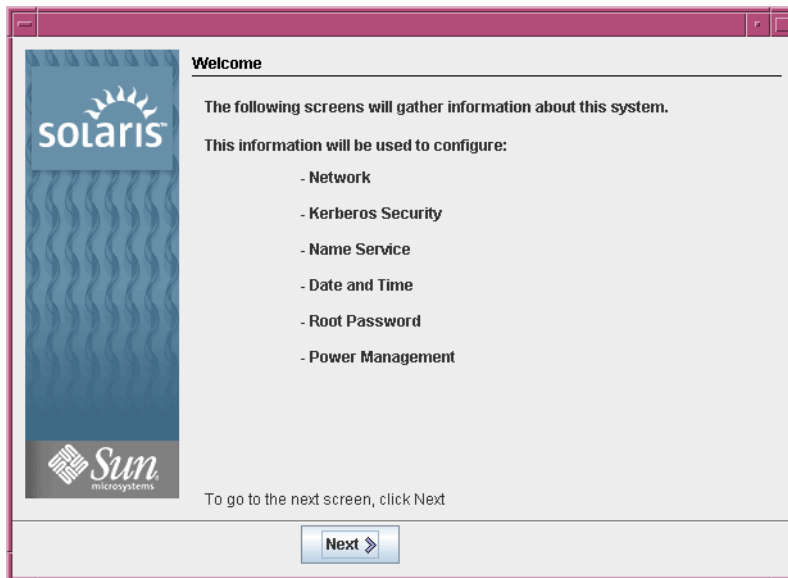 Welcome
solaris™
The following screens will gather information about this system.
This information will be used to configure:
- Network
- Kerberos Security
- Name Service
- Date and Time
- Root Password
- Power Management
Sun
microsystems
To go to the next screen, click Next
Next